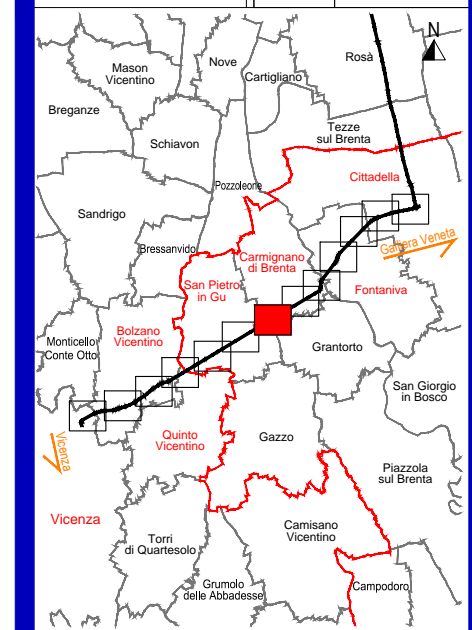 N
Nove
Rosà
Mason
Vicentino
Cartigliano
Breganze
Tezze
sul Brenta
Schiavon
Cittadella
Pozzoleone
Sandrigo
Galliera Veneta
Bressanvido
Carmignano
di Brenta
San Pietro
in Gu
Fontaniva
Bolzano
Vicentino
Monticello
Conte Otto
Grantorto
San Giorgio
in Bosco
Vicenza
Quinto
Vicentino
Gazzo
Piazzola
sul Brenta
Vicenza
Torri
di Quartesolo
Camisano
Vicentino
Grumolo
delle Abbadesse
Campodoro